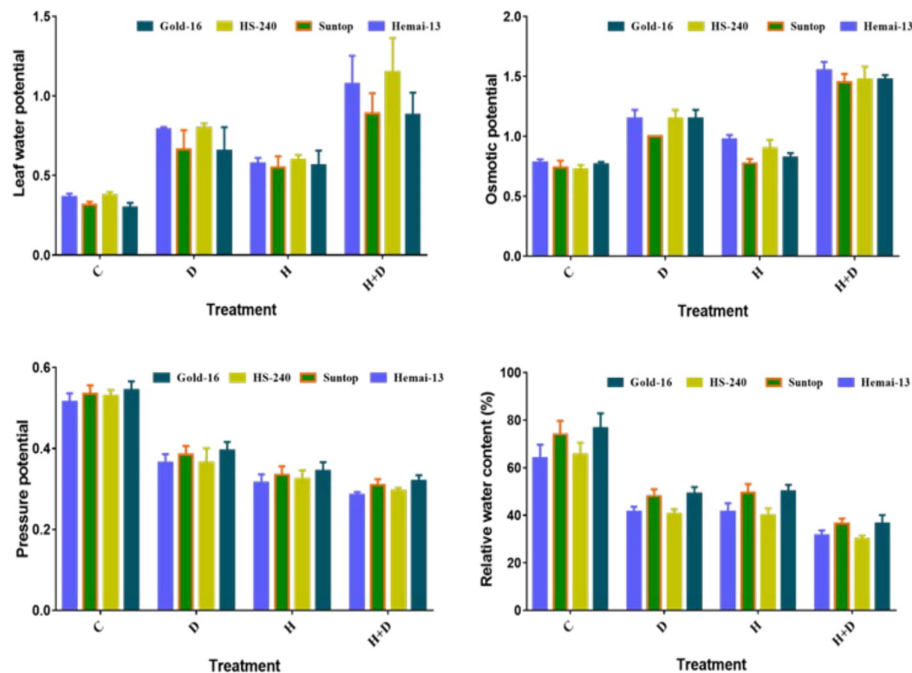 Leaf water potential
1.5
1.0
0.5
0.0
Gold-16 HS-240 Suntop Hemai-13
C D H H+D
Treatment
Osmotic potential
2.0
1.5
1.0
0.5
0.0
Gold-16 HS-240 Suntop Hemai-13
C D H H+D
Treatment
Pressure potential
0.6
0.4
0.2
0.0
Gold-16 HS-240 Suntop Hemai-13
C D H H+D
Treatment
Relative water content (%)
100
80
60
40
20
0
Gold-16 HS-240 Suntop Hemai-13
C D H H+D
Treatment